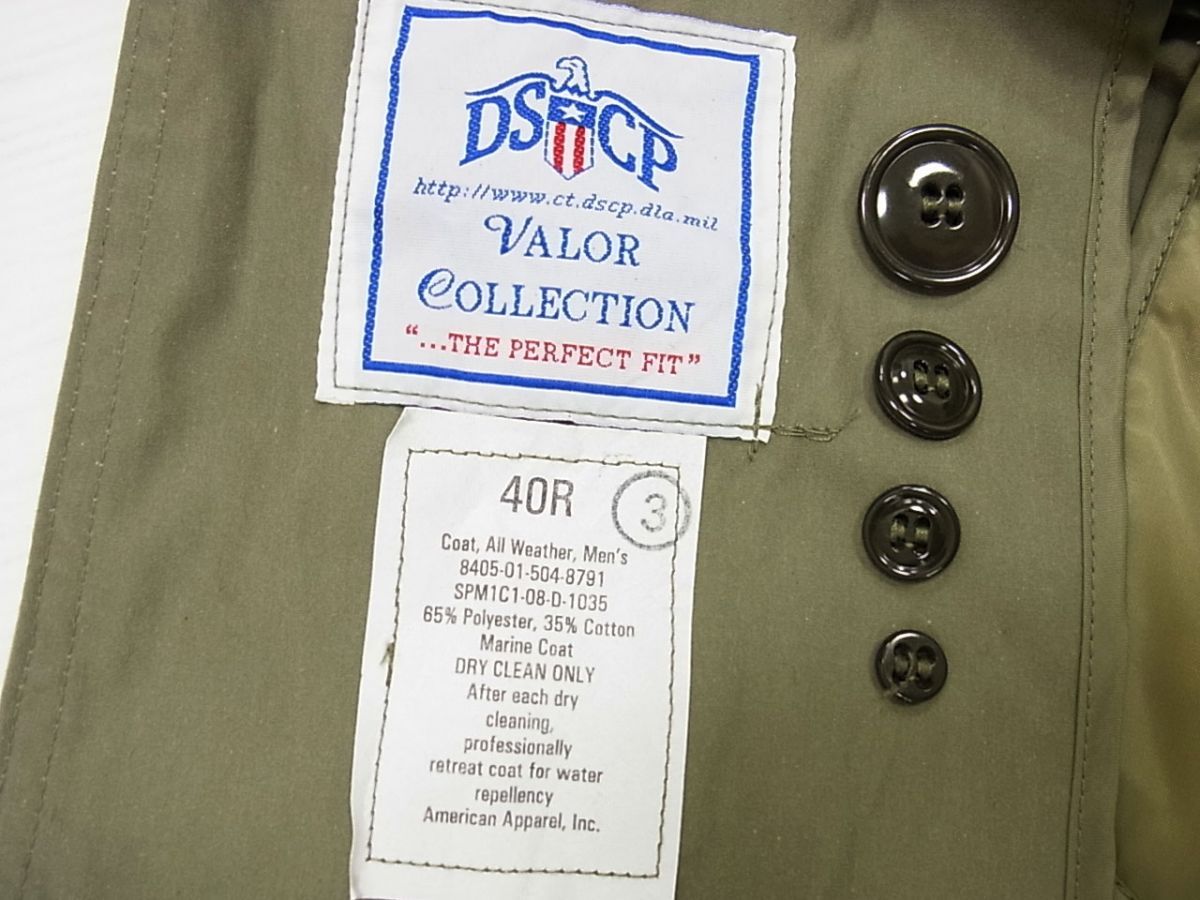 DSCP
http://www.ct.dscp.dla.mil
VALOR
COLLECTION
"...THE PERFECT FIT"
40R 3
Coat, All Weather, Men's
8405-01-504-8791
SPM1C1-08-D-1035
65% Polyester, 35% Cotton
Marine Coat
DRY CLEAN ONLY
After each dry
cleaning,
professionally
retreat coat for water
repellency
American Apparel, Inc.